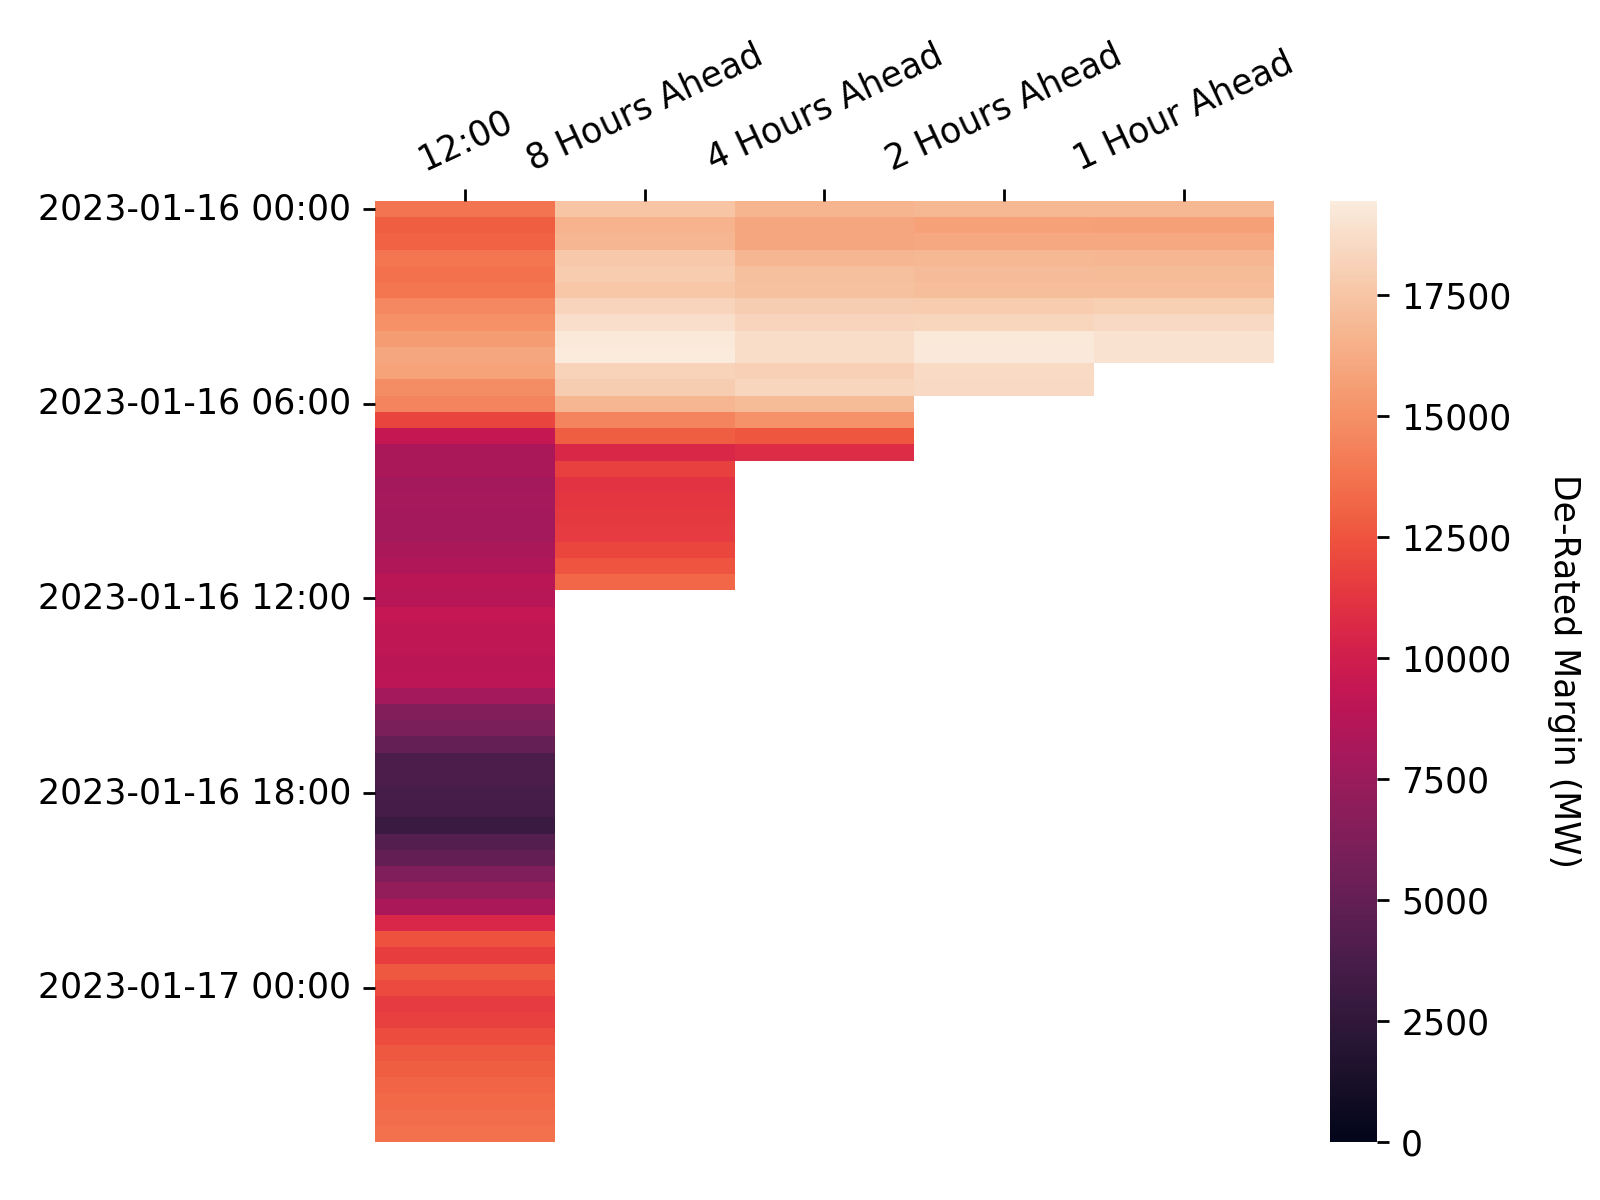 12:00
8 Hours Ahead
4 Hours Ahead
2 Hours Ahead
1 Hour Ahead
2023-01-16 00:00
2023-01-16 06:00
2023-01-16 12:00
2023-01-16 18:00
2023-01-17 00:00
17500
15000
12500
10000
7500
5000
2500
0
De-Rated Margin (MW)